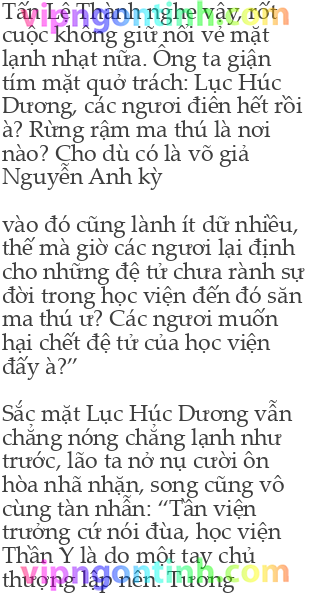 vipngontinh.com
Tấn Lệ Thành nghe vậy, rốt
cuộc không giữ nổi vẻ mặt
lạnh nhạt nữa. Ông ta giận
tím mặt quở trách: Lục Húc
Dương, các ngươi điên hết rồi
à? Rừng rậm ma thú là nơi
nào? Cho dù có là võ giả
Nguyễn Anh kỳ
vào đó cũng lành ít dữ nhiều,
thế mà giờ các ngươi lại định
cho những đệ tử chưa rành sự
đời trong học viện đến đó săn
ma thú ư? Các ngươi muốn
hại chết đệ tử của học viện
đấy à?”
Sắc mặt Lục Húc Dương vẫn
chẳng nóng chẳng lạnh như
trước, lão ta nở nụ cười ôn
hòa nhã nhặn, song cũng vô
cùng tàn nhẫn: “Tần viện
trưởng cứ nói đùa, học viện
Thần Y là do một tay chủ
thượng lập nên. Tương
vipngontinh.com